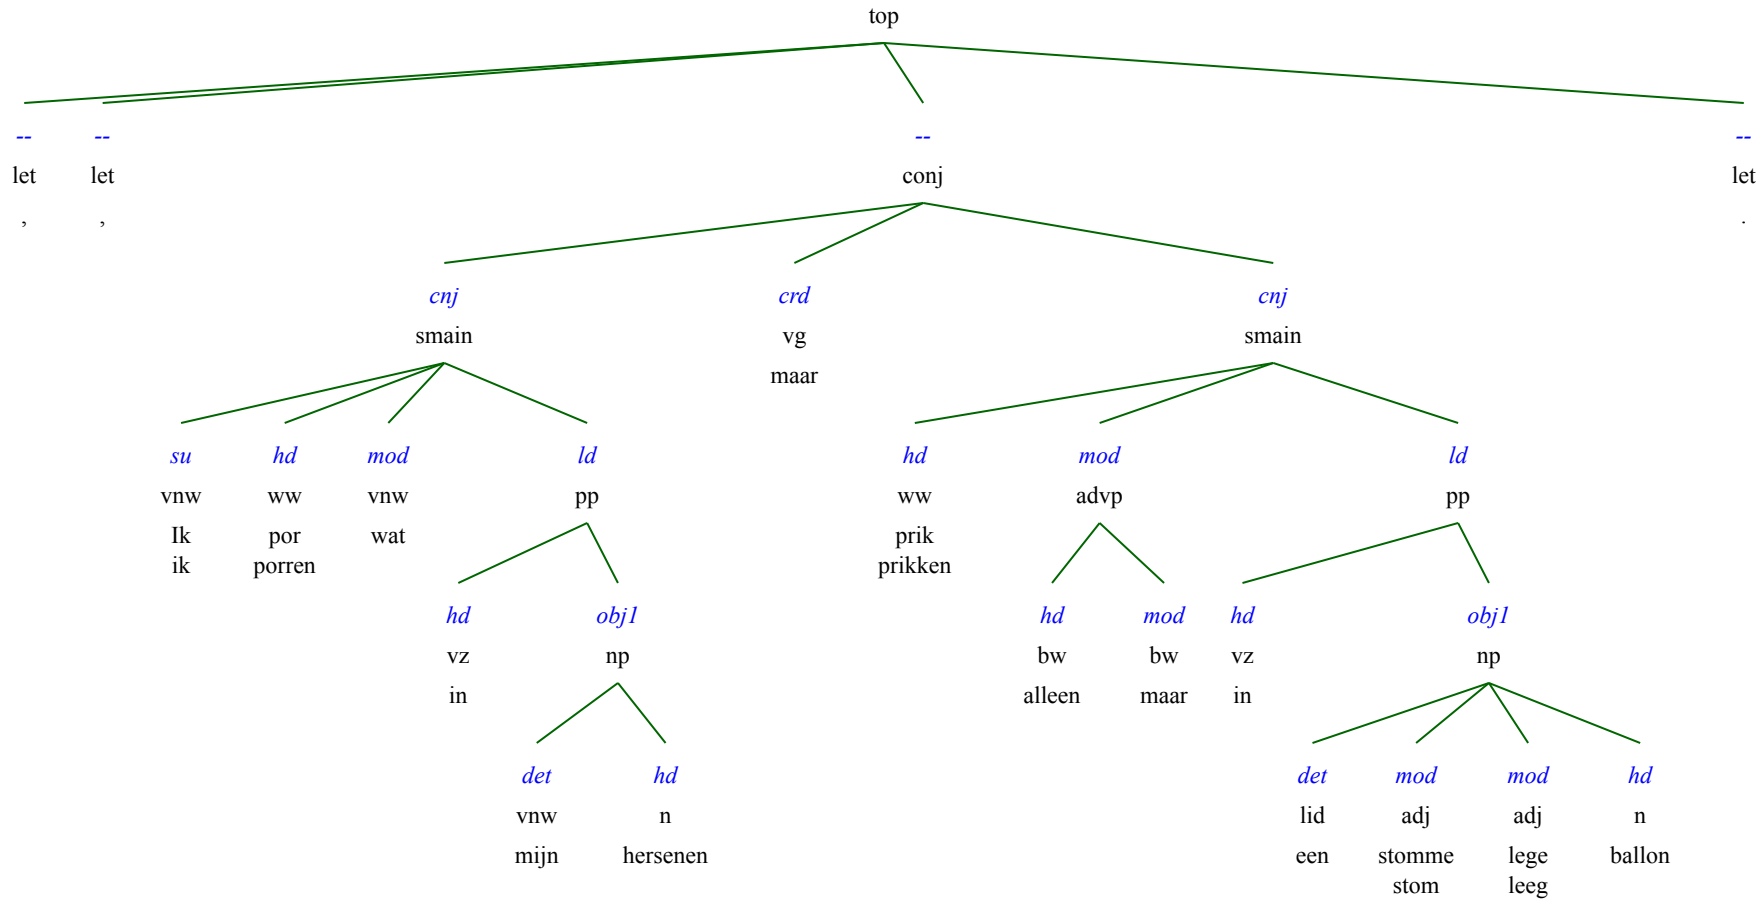 top
-- -- -- --
let let conj let
, , .
cnj crd cnj
smain vg smain
maar
su hd mod ld hd mod ld
vnw ww vnw pp ww advp pp
Ik por wat prik
ik porren prikken
hd obj1 hd mod hd obj1
vz np bw bw vz np
in alleen maar in
det hd det mod mod hd
vnw n lid adj adj n
mijn hersenen een stomme lege ballon
stom leeg